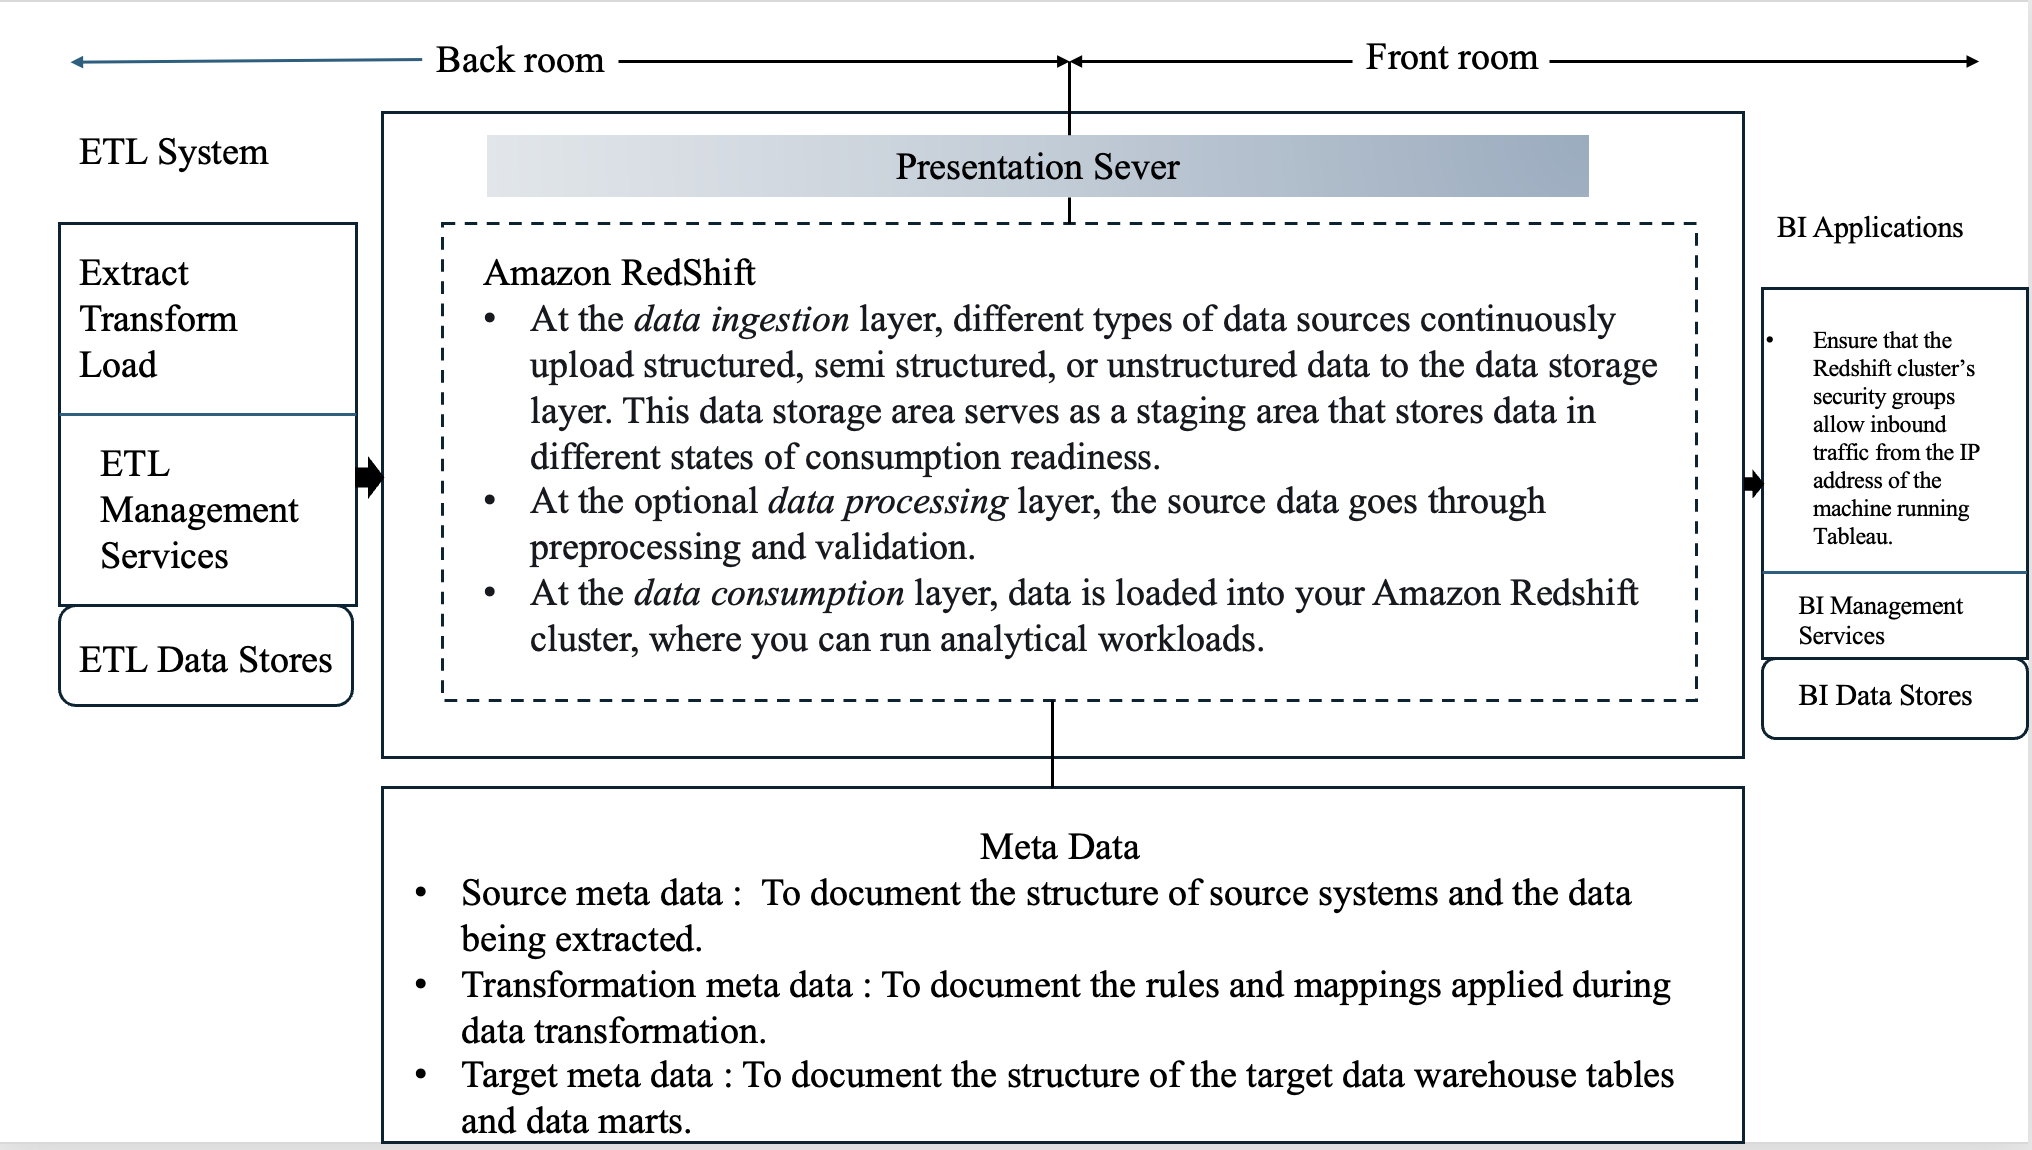 Back room
Front room
ETL System
Extract
Transform
Load
ETL
Management
Services
ETL Data Stores
Presentation Sever
Amazon RedShift
• At the data ingestion layer, different types of data sources continuously
upload structured, semi structured, or unstructured data to the data storage
layer. This data storage area serves as a staging area that stores data in
different states of consumption readiness.
• At the optional data processing layer, the source data goes through
preprocessing and validation.
• At the data consumption layer, data is loaded into your Amazon Redshift
cluster, where you can run analytical workloads.
BI Applications
• Ensure that the
Redshift cluster’s
security groups
allow inbound
traffic from the IP
address of the
machine running
Tableau.
BI Management
Services
BI Data Stores
Meta Data
• Source meta data :  To document the structure of source systems and the data
being extracted.
• Transformation meta data : To document the rules and mappings applied during
data transformation.
• Target meta data : To document the structure of the target data warehouse tables
and data marts.